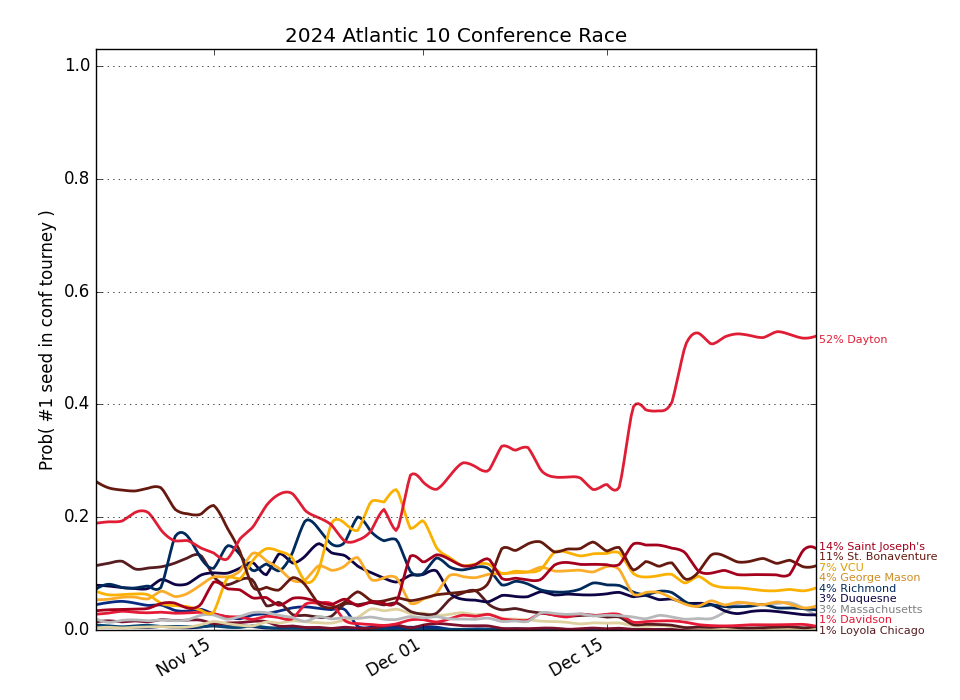 2024 Atlantic 10 Conference Race
Prob( #1 seed in conf tourney )
1.0
0.8
0.6
0.4
0.2
0.0
Nov 15
Dec 01
Dec 15
52% Dayton
14% Saint Joseph's
11% St. Bonaventure
7% VCU
4% George Mason
4% Richmond
3% Duquesne
3% Massachusetts
1% Davidson
1% Loyola Chicago